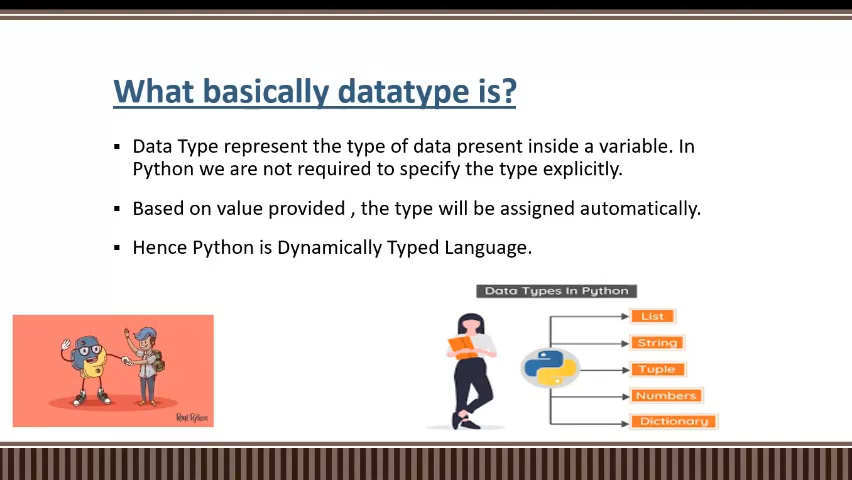 What basically datatype is?
▪ Data Type represent the type of data present inside a variable. In
Python we are not required to specify the type explicitly.
▪ Based on value provided , the type will be assigned automatically.
▪ Hence Python is Dynamically Typed Language.
Data Types In Python
List
String
Tuple
Numbers
Dictionary
Real Python